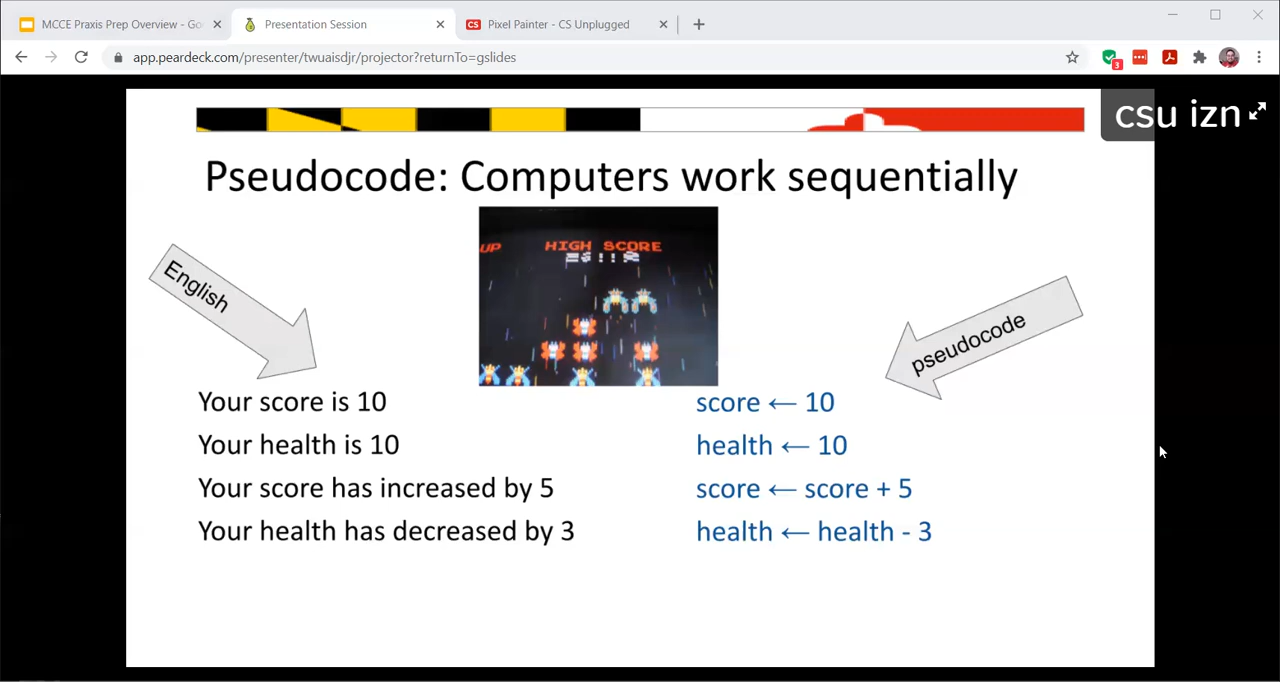 MCCE Praxis Prep Overview - Go
Presentation Session
CS Pixel Painter - CS Unplugged
app.peardeck.com/presenter/twuaisdjr/projector?returnTo=gslides
3
csu izn
Pseudocode: Computers work sequentially
UP HIGH SCORE
English
pseudocode
Your score is 10
score ← 10
Your health is 10
health ← 10
Your score has increased by 5
score ← score + 5
Your health has decreased by 3
health ← health - 3